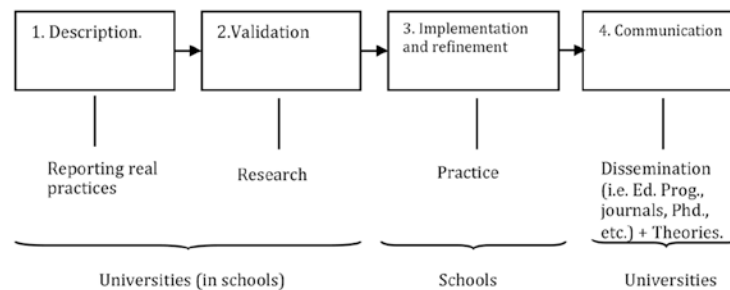 1. Description.
2.Validation
3. Implementation
and refinement
4. Communication
Reporting real
practices
Research
Practice
Dissemination
(i.e. Ed. Prog.,
journals, Phd.,
etc.) + Theories.
Universities (in schools)
Schools
Universities